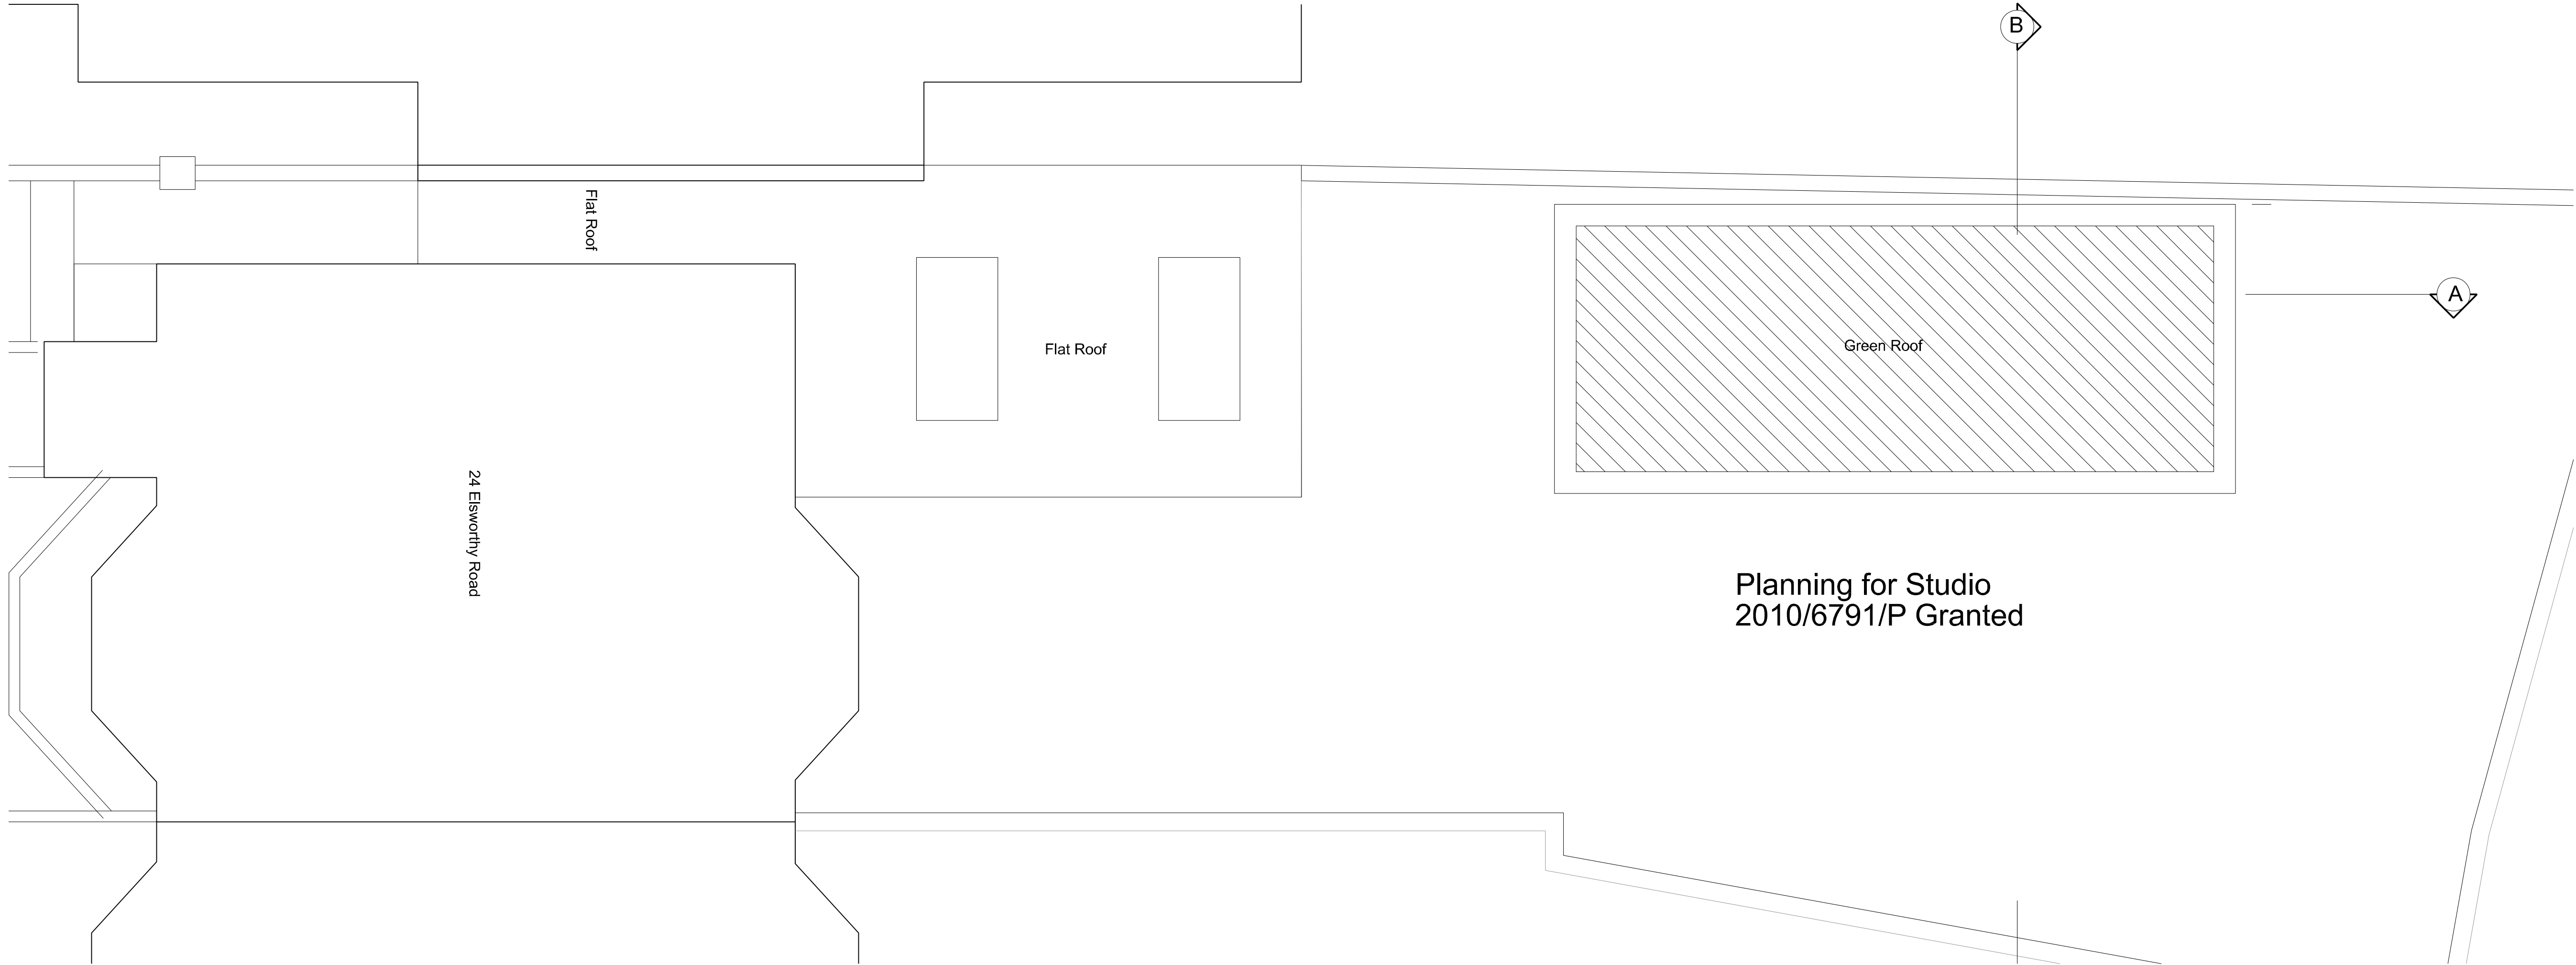 B
Flat Roof
A
Flat Roof
Green Roof
24 Elsworthy Road
Planning for Studio
2010/6791/P Granted